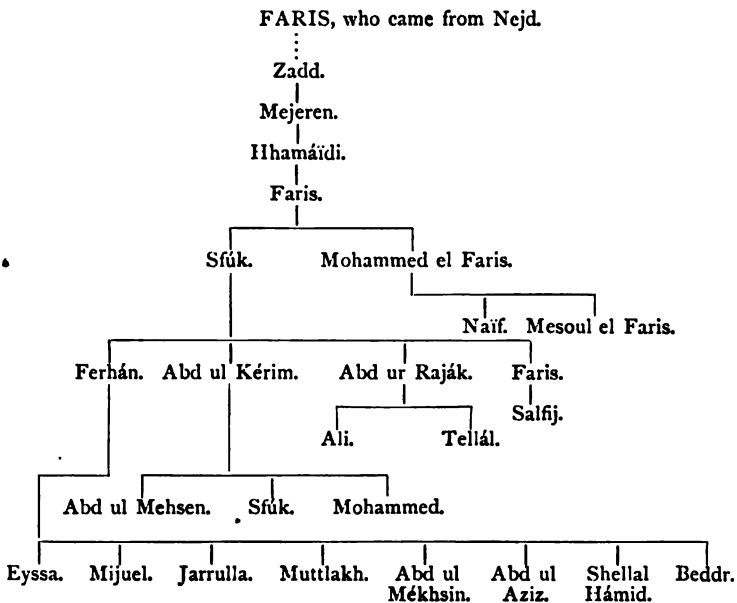 FARIS, who came from Nejd.
Zadd.
Mejeren.
Hhamáïdi.
Faris.
Sfúk. Mohammed el Faris.
Naïf. Mesoul el Faris.
Ferhán. Abd ul Kérim. Abd ur Raják. Faris.
Salfij.
Ali. Tellál.
Abd ul Mehsen. Sfúk. Mohammed.
Eyssa. Mijuel. Jarrulla. Muttlakh. Abd ul Abd ul Shellal Beddr.
Mékhsin. Aziz. Hámid.